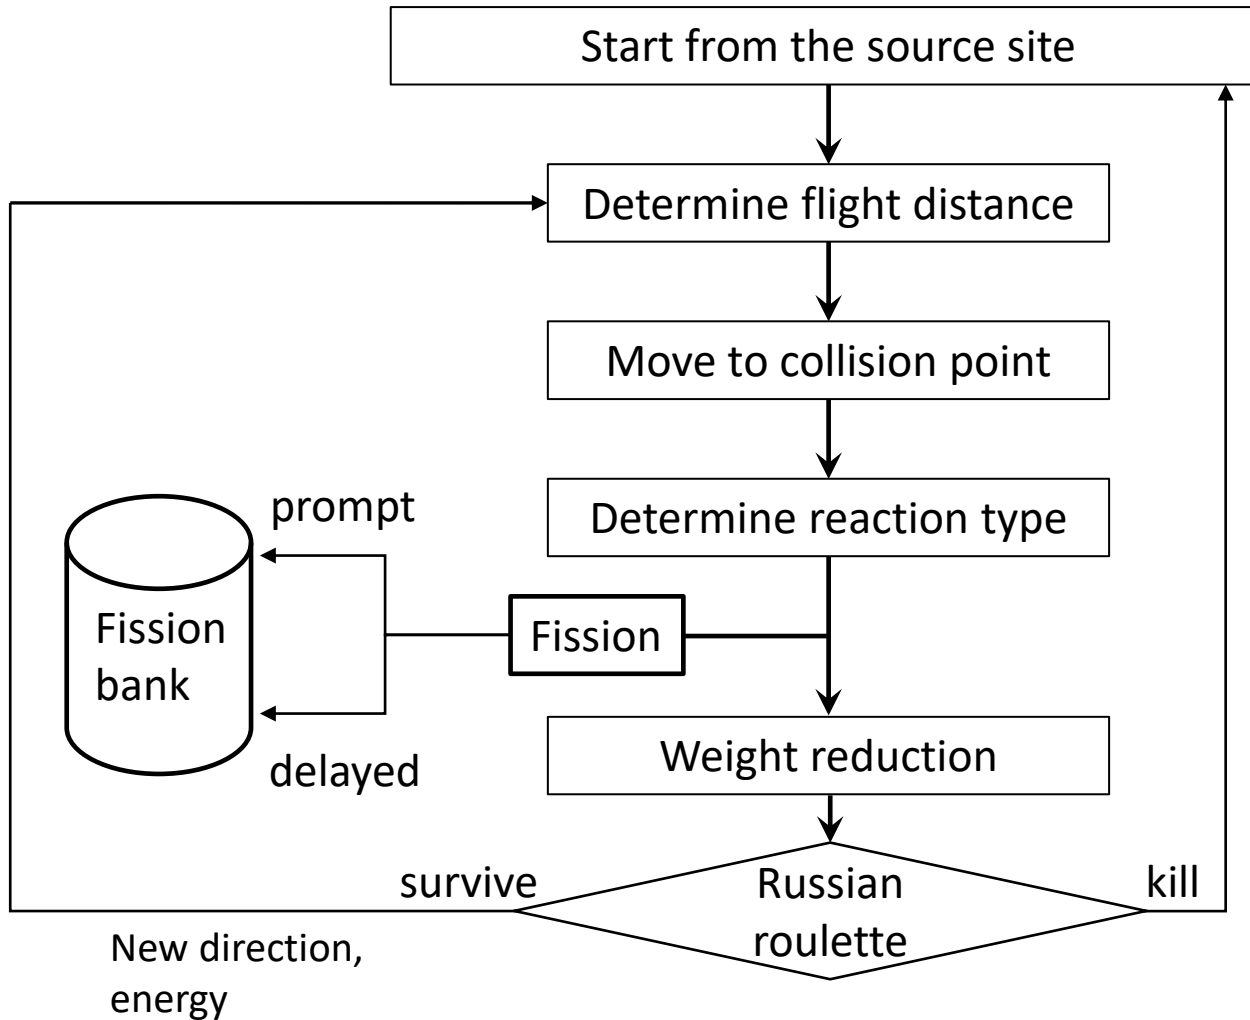 Start from the source site
Determine flight distance
Move to collision point
Determine reaction type
prompt
Fission
bank
Fission
delayed
Weight reduction
survive
Russian
roulette
kill
New direction,
energy